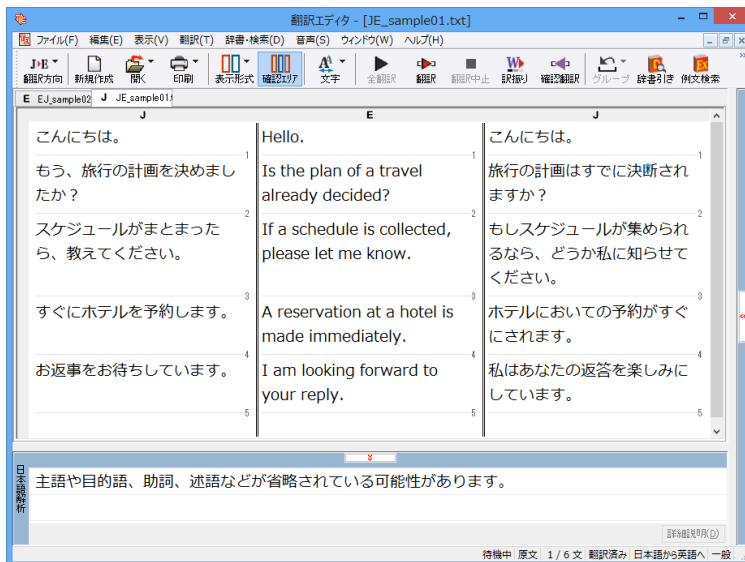 翻訳エディタ - [JE_sample01.txt]
ファイル(F) 編集(E) 表示(V) 翻訳(T) 辞書・検索(D) 音声(S) ウィンドウ(W) ヘルプ(H)
J▸E
翻訳方向 新規作成 開く 印刷 表示形式 確認エリア 文字 全翻訳 翻訳 翻訳中止 訳振り 確認翻訳 グループ 辞書引き 例文検索
E EJ_sample02 J JE_sample01
J E J
こんにちは。
1
もう、旅行の計画を決めまし
たか？
2
スケジュールがまとまった
ら、教えてください。
3
すぐにホテルを予約します。
4
お返事をお待ちしています。
5
Hello.
1
Is the plan of a travel
already decided?
2
If a schedule is collected,
please let me know.
3
A reservation at a hotel is
made immediately.
4
I am looking forward to
your reply.
5
こんにちは。
1
旅行の計画はすでに決断され
ますか？
2
もしスケジュールが集められ
るなら、どうか私に知らせて
ください。
3
ホテルにおいての予約がすぐ
にされます。
4
私はあなたの返答を楽しみに
しています。
5
日本語解析
主語や目的語、助詞、述語などが省略されている可能性があります。
詳細説明(D)
待機中 原文 1 / 6 文 翻訳済み 日本語から英語へ 一般